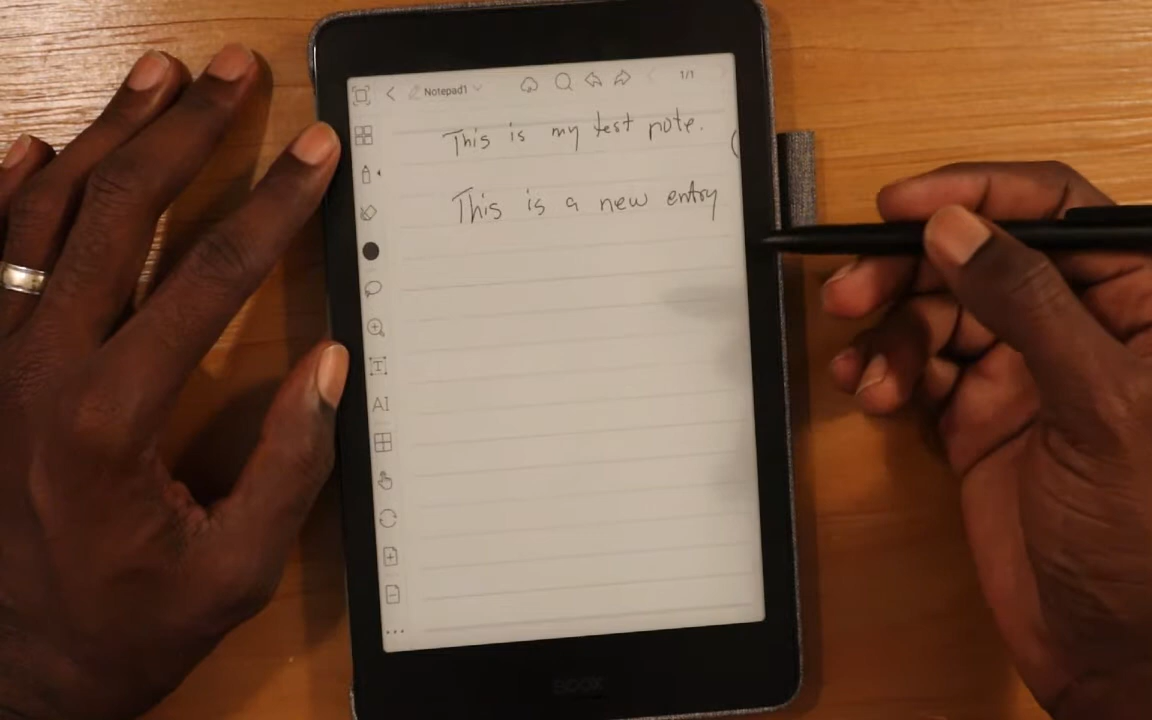 Notepad1 1/1
This is my test note.
This is a new entry
T
AI
BOOX